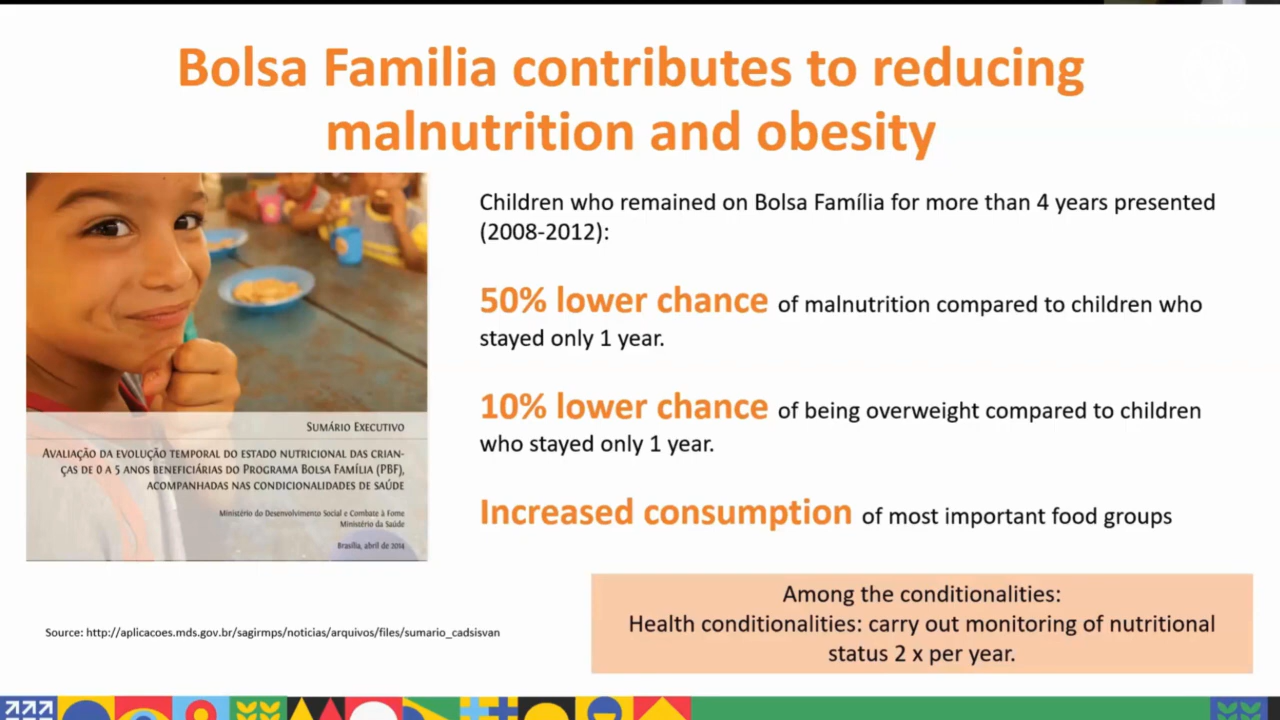 Bolsa Familia contributes to reducing
malnutrition and obesity
Children who remained on Bolsa Família for more than 4 years presented
(2008-2012):
50% lower chance of malnutrition compared to children who
stayed only 1 year.
10% lower chance of being overweight compared to children
who stayed only 1 year.
Increased consumption of most important food groups
Sumário Executivo
Avaliação da evolução temporal do estado nutricional das crian-
ças de 0 a 5 anos beneficiárias do Programa Bolsa Família (PBF),
acompanhadas nas condicionalidades de saúde
Ministério do Desenvolvimento Social e Combate à Fome
Ministério da Saúde
Brasília, abril de 2014
Among the conditionalities:
Health conditionalities: carry out monitoring of nutritional
status 2 x per year.
Source: http://aplicacoes.mds.gov.br/sagirmps/noticias/arquivos/files/sumario_cadsisvan